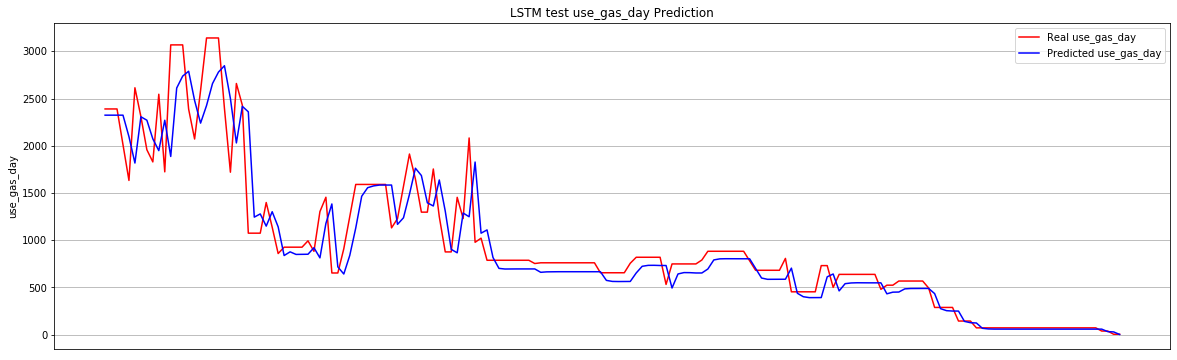 LSTM test use_gas_day Prediction
Real use_gas_day
Predicted use_gas_day
use_gas_day
3000
2500
2000
1500
1000
500
0